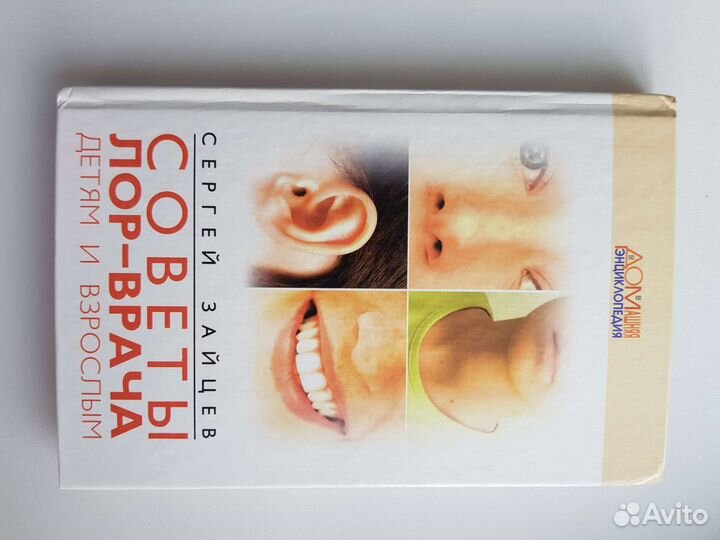 ДОМАШНЯЯ
ЭНЦИКЛОПЕДИЯ
СЕРГЕЙ ЗАЙЦЕВ
СОВЕТЫ
ЛОР-ВРАЧА
ДЕТЯМ И ВЗРОСЛЫМ
Avito